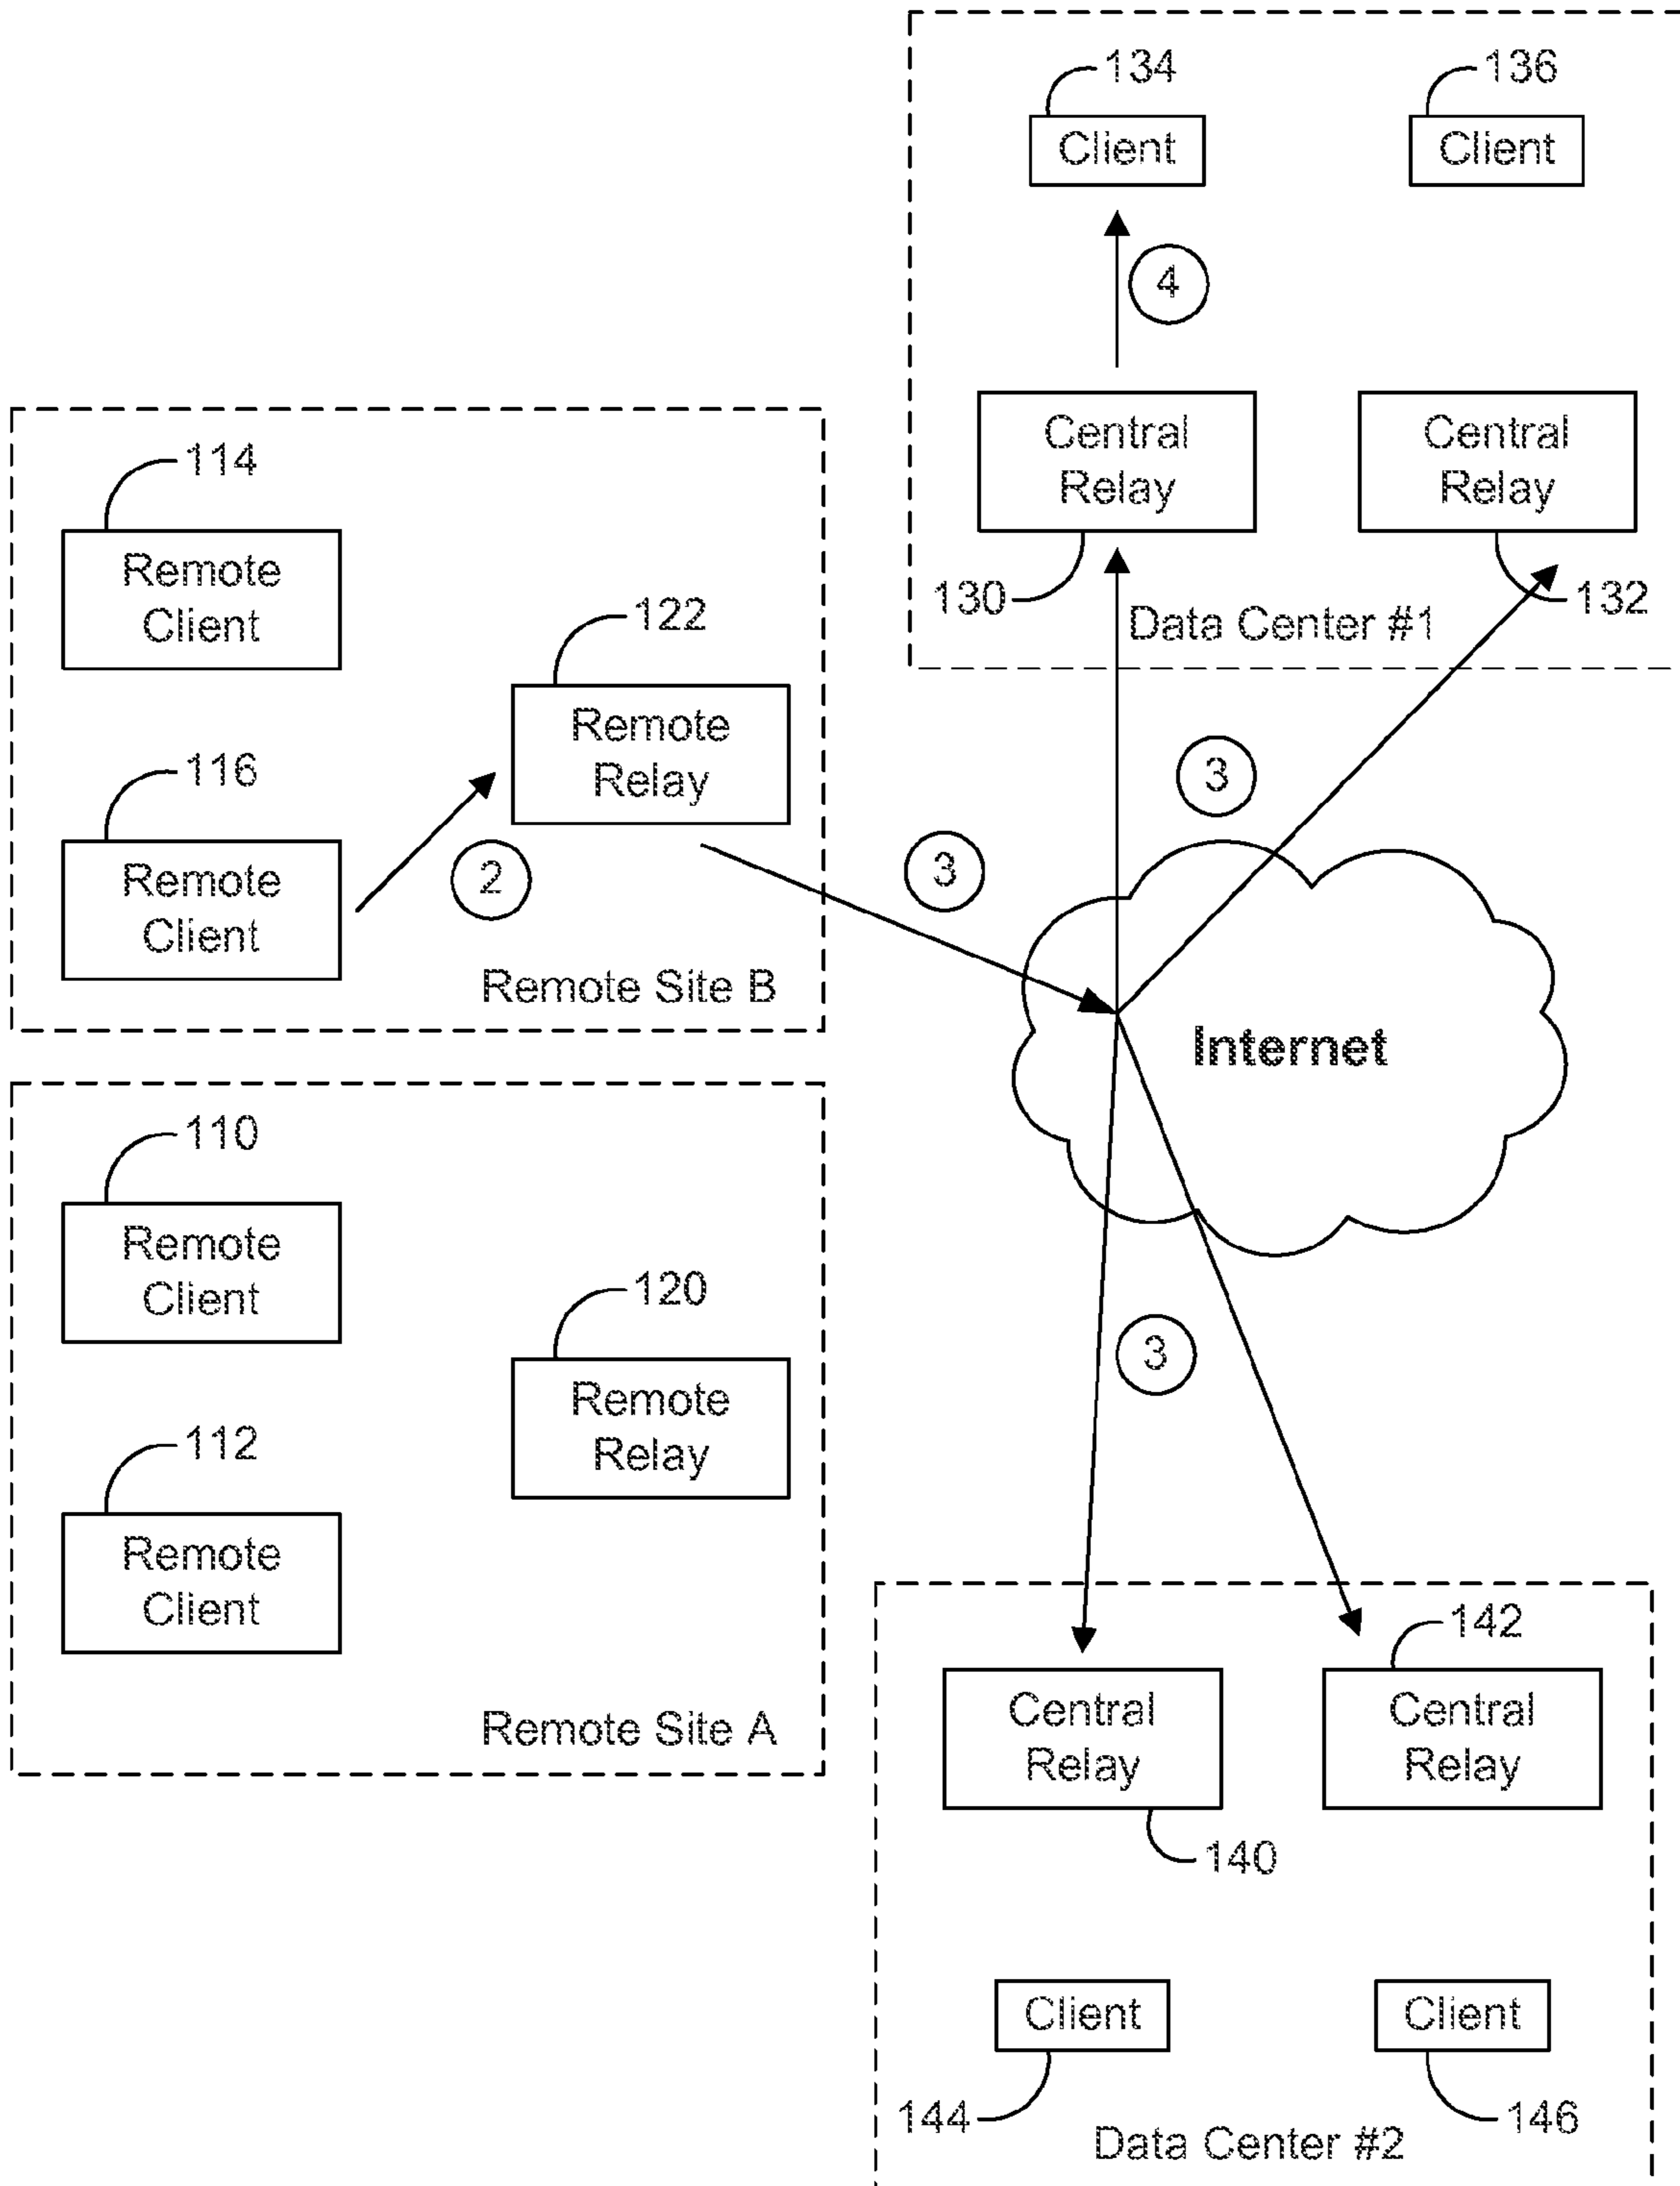 134
136
Client
Client
4
Central
Relay
Central
Relay
130
132
Data Center #1
114
Remote
Client
122
Remote
Relay
116
Remote
Client
2
Remote Site B
3
3
Internet
110
Remote
Client
120
Remote
Relay
112
Remote
Client
Remote Site A
3
142
Central
Relay
Central
Relay
140
Client
Client
144
146
Data Center #2